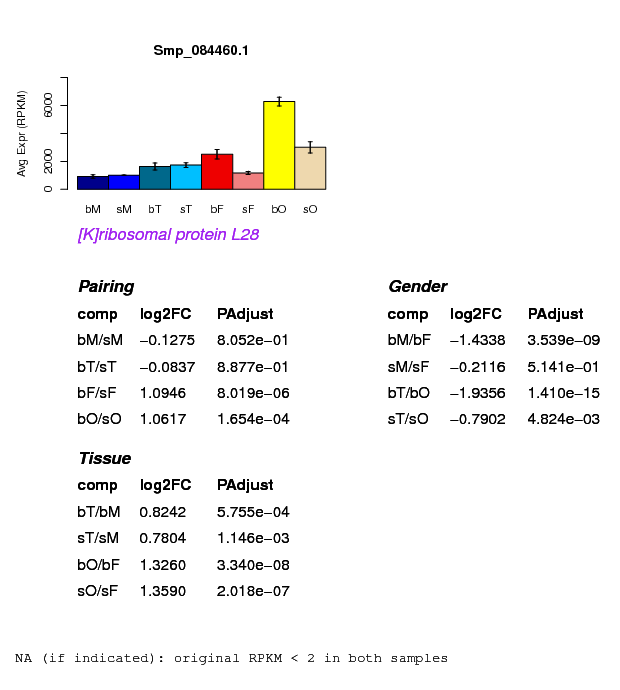 Smp_084460.1
Avg Expr (RPKM)
0 2000 6000
bM sM bT sT bF sF bO sO
[K]ribosomal protein L28
Pairing
comp log2FC PAdjust
bM/sM −0.1275 8.052e−01
bT/sT −0.0837 8.877e−01
bF/sF 1.0946 8.019e−06
bO/sO 1.0617 1.654e−04
Gender
comp log2FC PAdjust
bM/bF −1.4338 3.539e−09
sM/sF −0.2116 5.141e−01
bT/bO −1.9356 1.410e−15
sT/sO −0.7902 4.824e−03
Tissue
comp log2FC PAdjust
bT/bM 0.8242 5.755e−04
sT/sM 0.7804 1.146e−03
bO/bF 1.3260 3.340e−08
sO/sF 1.3590 2.018e−07
NA (if indicated): original RPKM < 2 in both samples